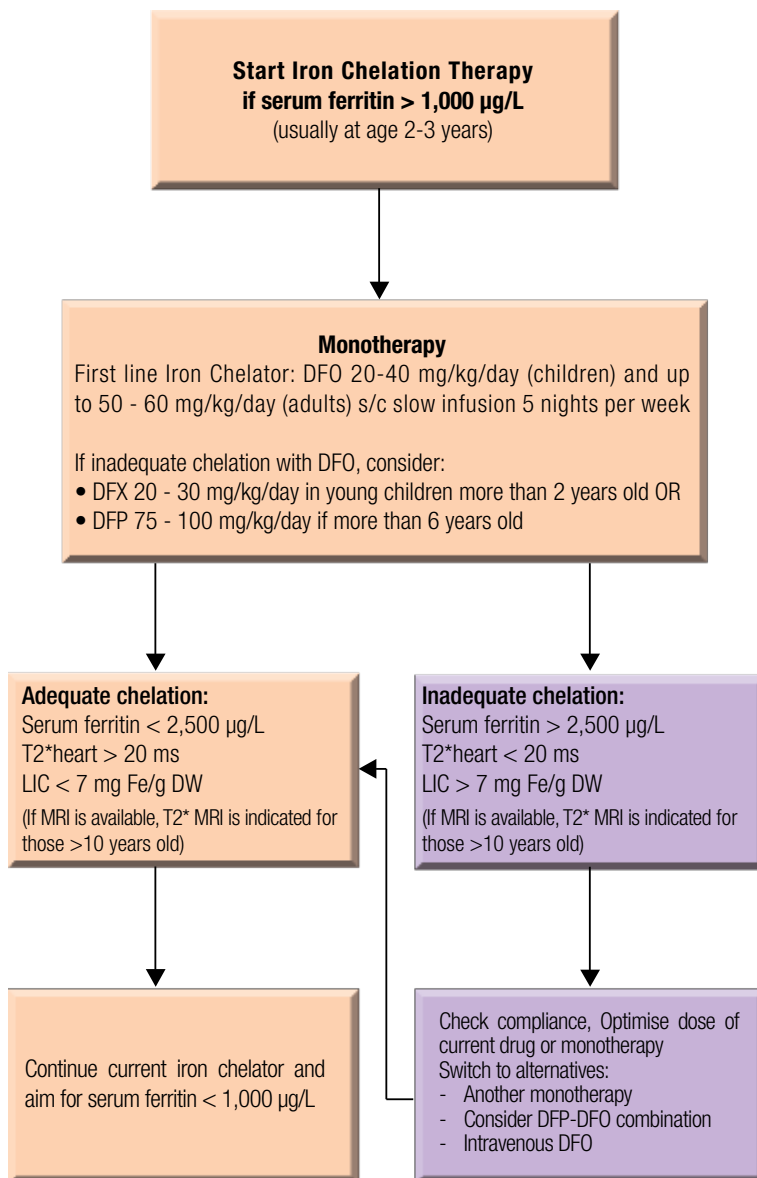 Start Iron Chelation Therapy
if serum ferritin > 1,000 µg/L
(usually at age 2-3 years)
Monotherapy
First line Iron Chelator: DFO 20-40 mg/kg/day (children) and up
to 50 - 60 mg/kg/day (adults) s/c slow infusion 5 nights per week
If inadequate chelation with DFO, consider:
• DFX 20 - 30 mg/kg/day in young children more than 2 years old OR
• DFP 75 - 100 mg/kg/day if more than 6 years old
Adequate chelation:
Serum ferritin < 2,500 µg/L
T2*heart > 20 ms
LIC < 7 mg Fe/g DW
(If MRI is available, T2* MRI is indicated for
those >10 years old)
Inadequate chelation:
Serum ferritin > 2,500 µg/L
T2*heart < 20 ms
LIC > 7 mg Fe/g DW
(If MRI is available, T2* MRI is indicated for
those >10 years old)
Continue current iron chelator and
aim for serum ferritin < 1,000 µg/L
Check compliance, Optimise dose of
current drug or monotherapy
Switch to alternatives:
- Another monotherapy
- Consider DFP-DFO combination
- Intravenous DFO